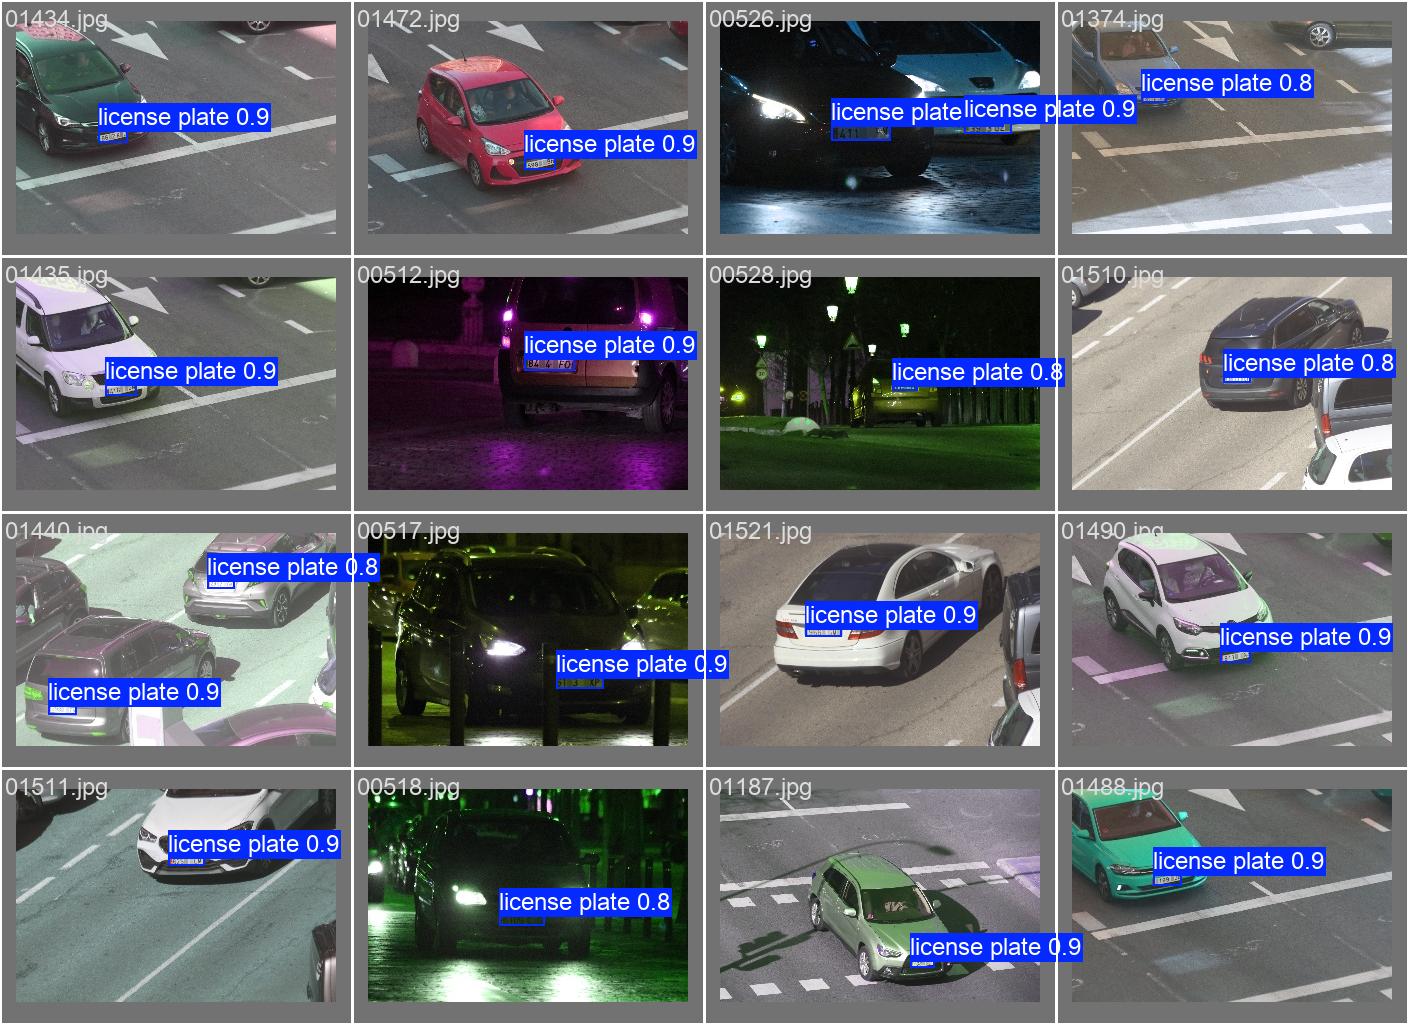 01434.jpg
license plate 0.9
01472.jpg
license plate 0.9
00526.jpg
license plate
license plate 0.9
01374.jpg
license plate 0.8
01435.jpg
license plate 0.9
00512.jpg
license plate 0.9
00528.jpg
license plate 0.8
01510.jpg
license plate 0.8
01440.jpg
license plate 0.8
license plate 0.9
00517.jpg
license plate 0.9
01521.jpg
license plate 0.9
01490.jpg
license plate 0.9
01511.jpg
license plate 0.9
00518.jpg
license plate 0.8
01187.jpg
license plate 0.9
01488.jpg
license plate 0.9